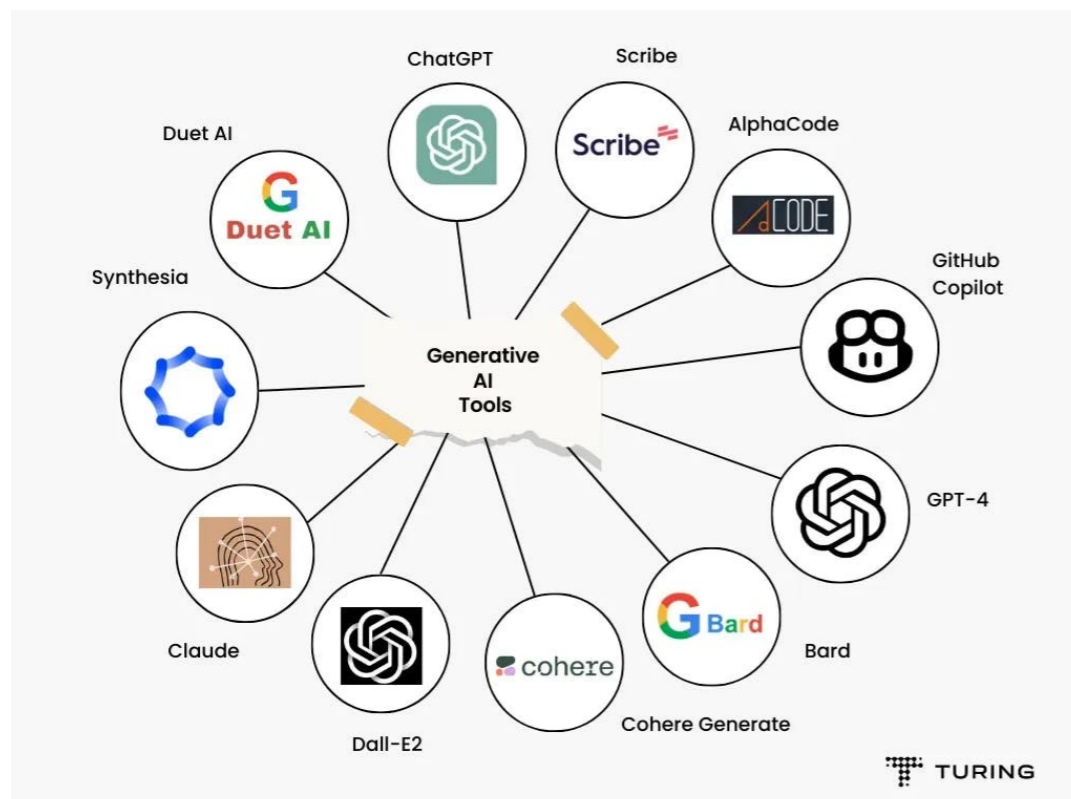 ChatGPT
Scribe
Scribe
AlphaCode
ACODE
Duet AI
G
Duet AI
GitHub
Copilot
Synthesia
Generative
AI
Tools
GPT-4
Claude
G Bard
Bard
cohere
Cohere Generate
Dall-E2
TURING